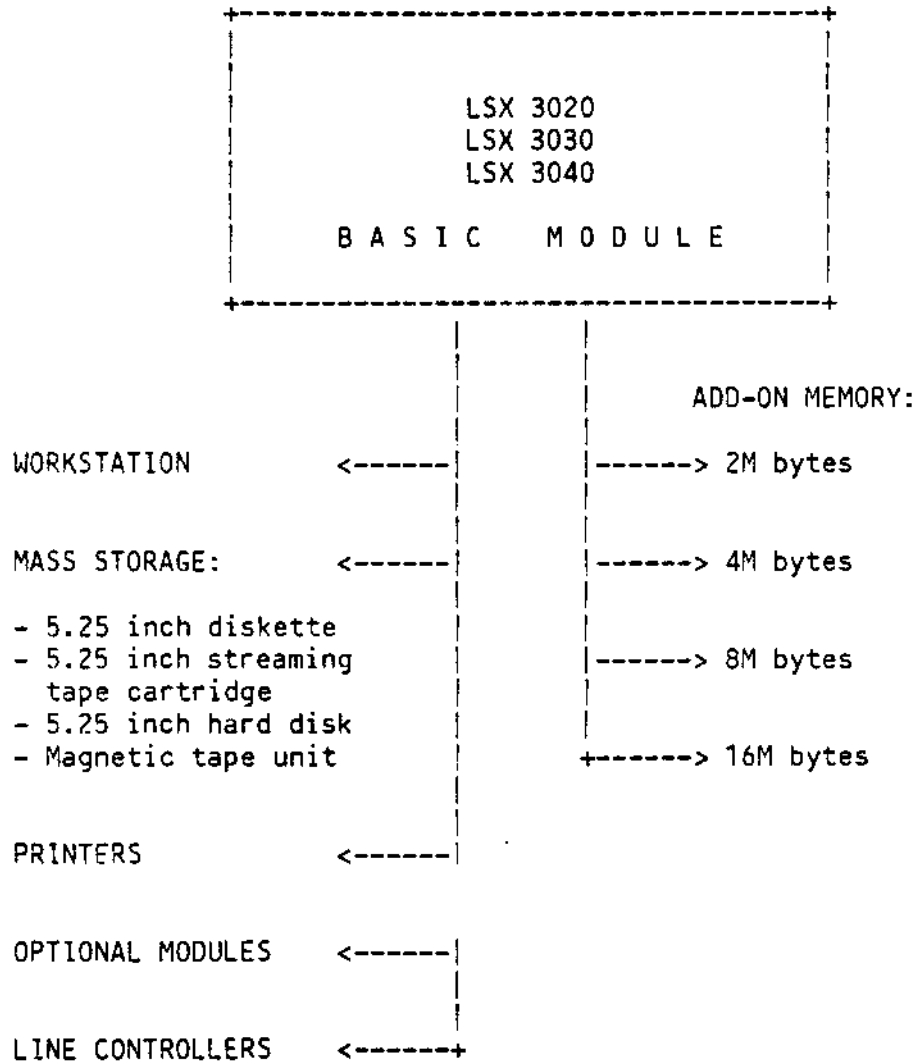 LSX 3020
LSX 3030
LSX 3040
B A S I C M O D U L E
ADD-ON MEMORY:
WORKSTATION <------ ------> 2M bytes
MASS STORAGE: <------ ------> 4M bytes
- 5.25 inch diskette
- 5.25 inch streaming ------> 8M bytes
tape cartridge
- 5.25 inch hard disk
- Magnetic tape unit +------> 16M bytes
PRINTERS <------
OPTIONAL MODULES <------
LINE CONTROLLERS <------+